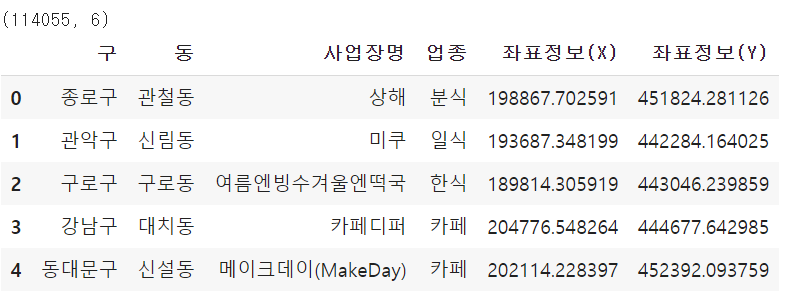 (114055, 6)
구 동 사업장명 업종 좌표정보(X) 좌표정보(Y)
0 종로구 관철동 상해 분식 198867.702591 451824.281126
1 관악구 신림동 미쿠 일식 193687.348199 442284.164025
2 구로구 구로동 여름엔빙수겨울엔떡국 한식 189814.305919 443046.239859
3 강남구 대치동 카페디퍼 카페 204776.548264 444677.642985
4 동대문구 신설동 메이크데이(MakeDay) 카페 202114.228397 452392.093759